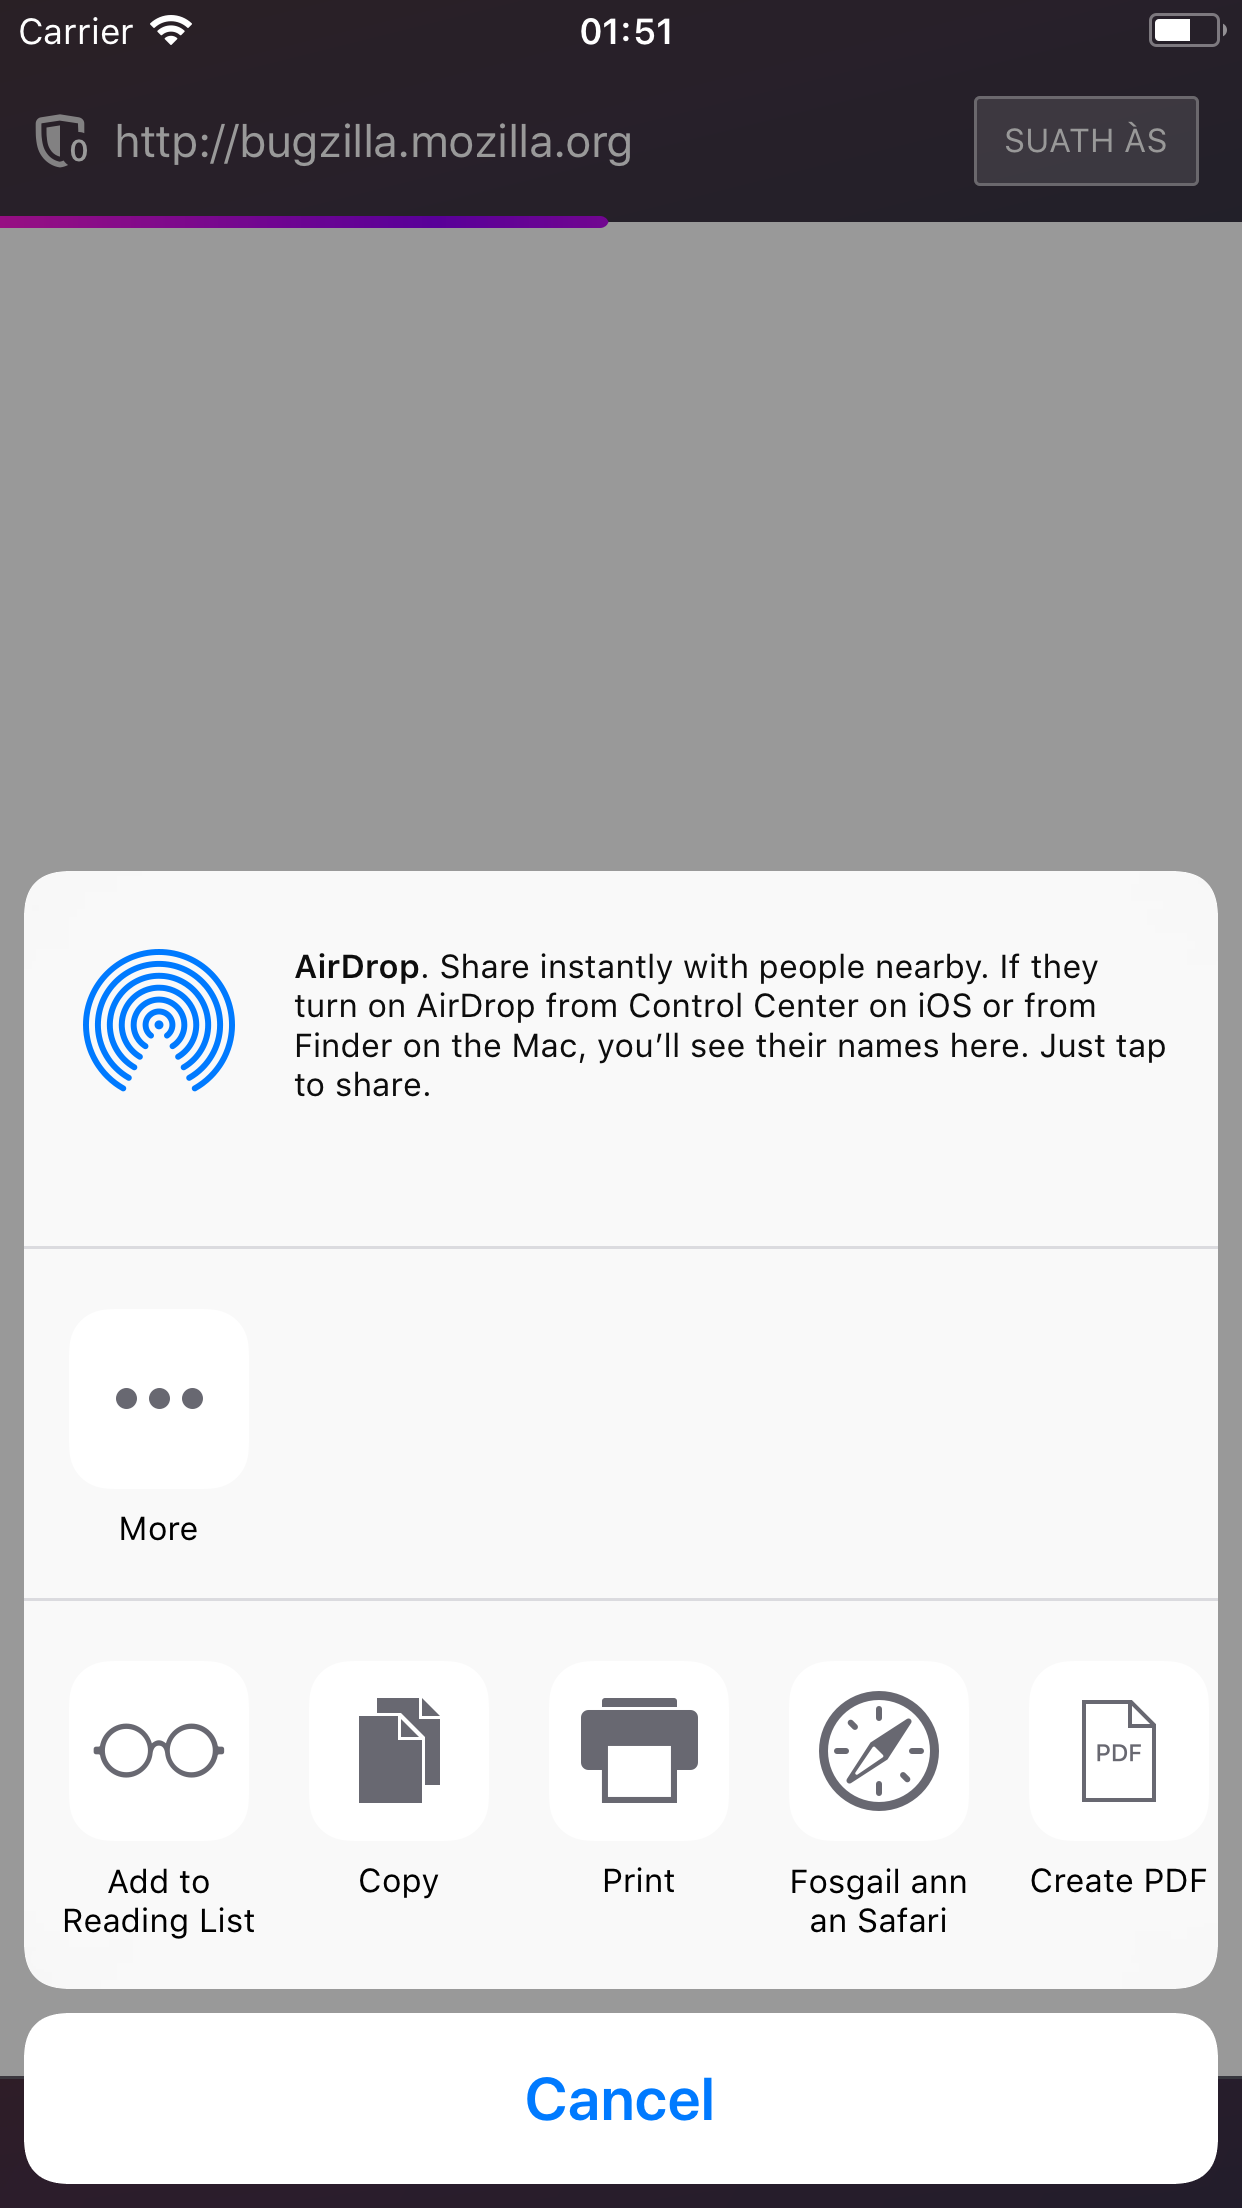 Carrier
01:51
0
http://bugzilla.mozilla.org
SUATH ÀS
AirDrop. Share instantly with people nearby. If they
turn on AirDrop from Control Center on iOS or from
Finder on the Mac, you’ll see their names here. Just tap
to share.
More
Add to
Reading List
Copy
Print
Fosgail ann
an Safari
PDF
Create PDF
Cancel